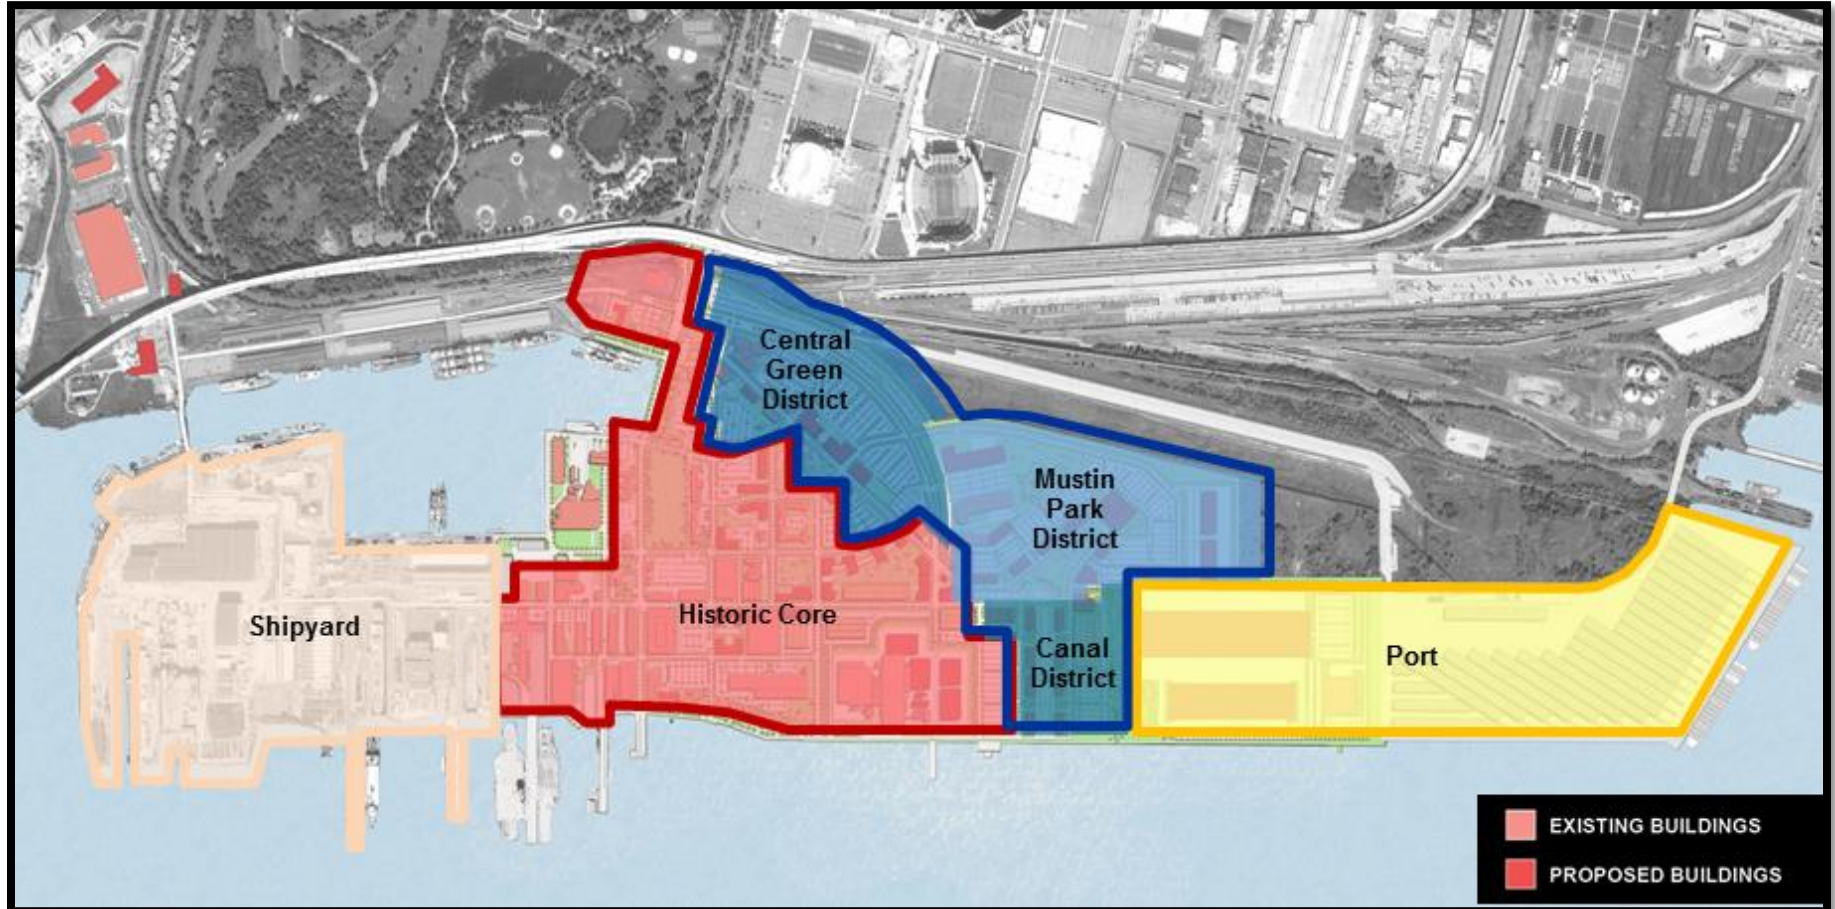 Central
Green
District
Mustin
Park
District
Shipyard
Historic Core
Canal
District
Port
EXISTING BUILDINGS
PROPOSED BUILDINGS